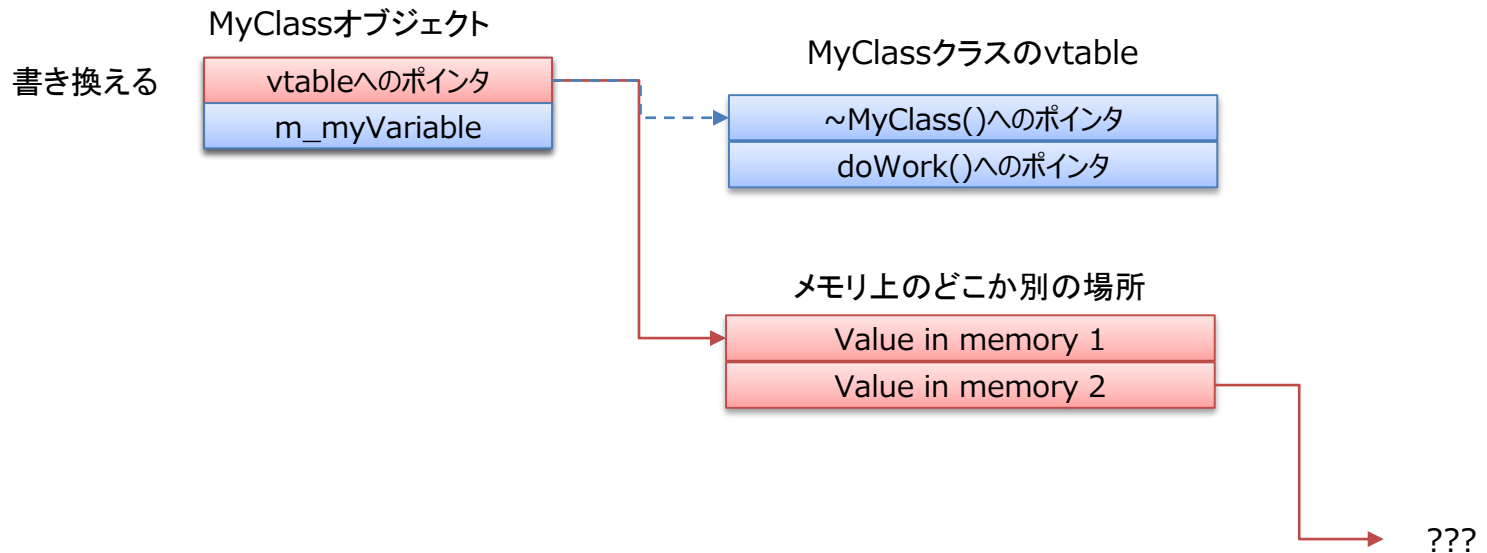 MyClassオブジェクト
書き換える
vtableへのポインタ
m_myVariable
MyClassクラスのvtable
~MyClass()へのポインタ
doWork()へのポインタ
メモリ上のどこか別の場所
Value in memory 1
Value in memory 2
???